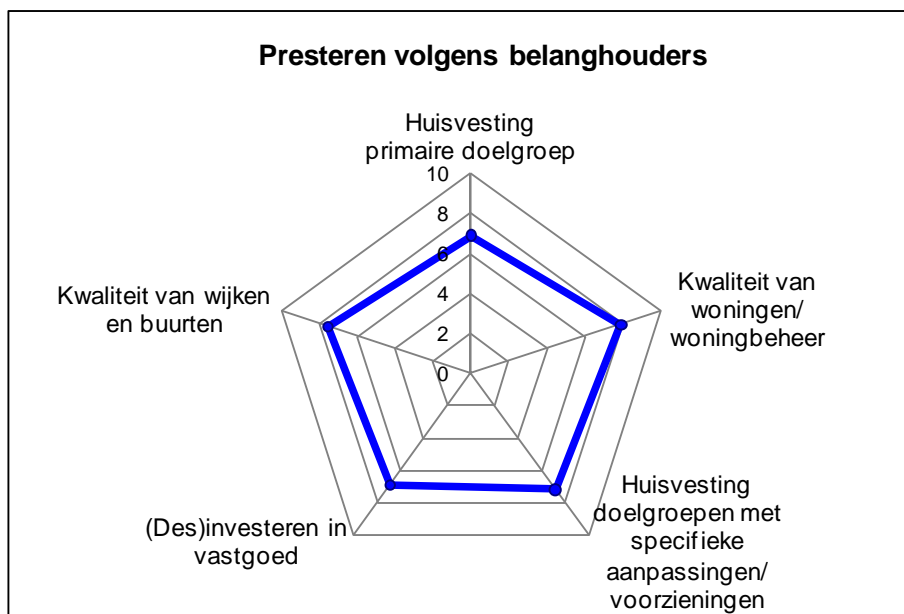 Presteren volgens belanghouders
Huisvesting
primaire doelgroep
10
8
6
4
2
0
Kwaliteit van
woningen/
woningbeheer
Huisvesting
doelgroepen met
specifieke
aanpassingen/
voorzieningen
(Des)investeren in
vastgoed
Kwaliteit van wijken
en buurten